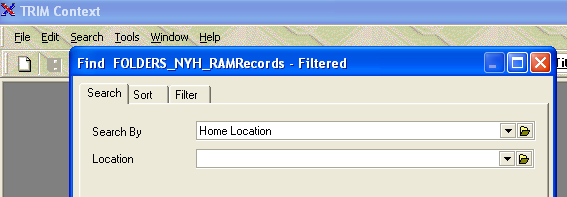 TRIM Context
File Edit Search Tools Window Help
Find FOLDERS_NYH_RAMRecords - Filtered
Search Sort Filter
Search By Home Location
Location